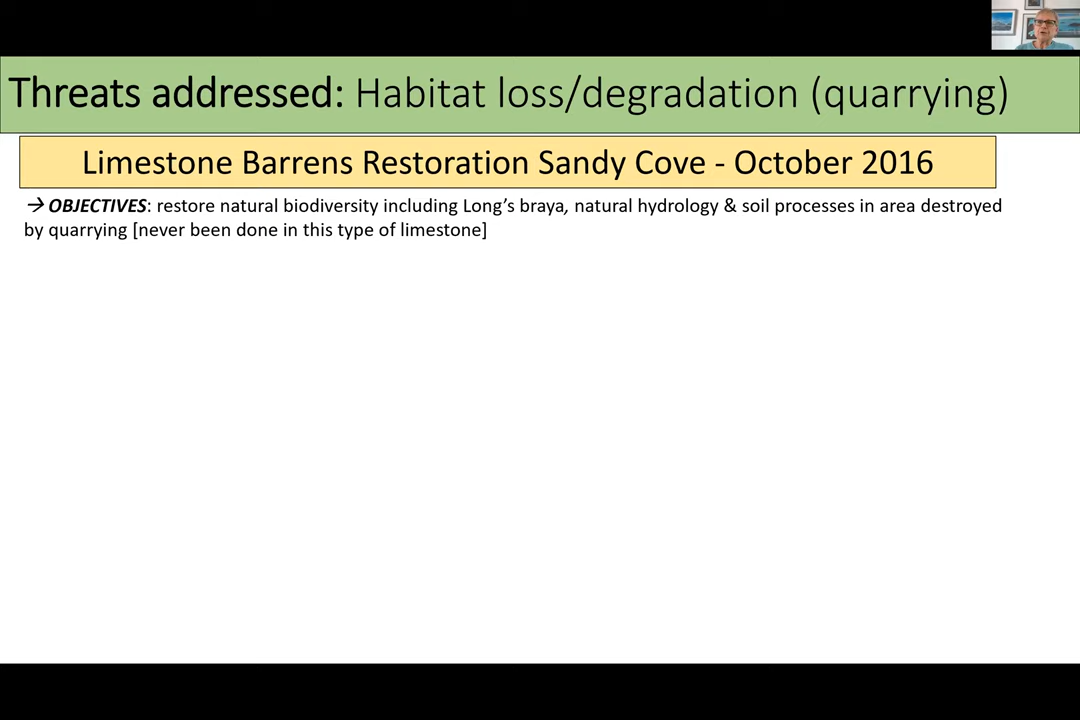 Threats addressed: Habitat loss/degradation (quarrying)
Limestone Barrens Restoration Sandy Cove - October 2016
→ OBJECTIVES: restore natural biodiversity including Long’s braya, natural hydrology & soil processes in area destroyed
by quarrying [never been done in this type of limestone]